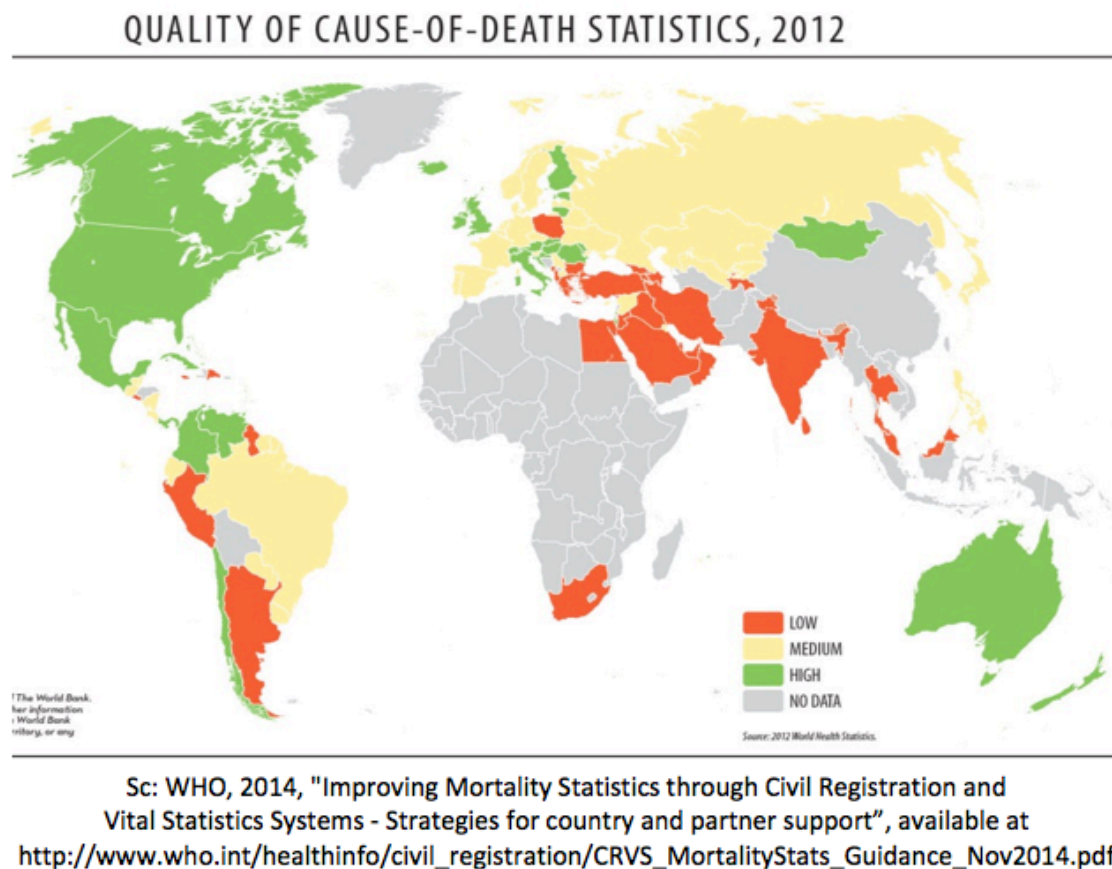 QUALITY OF CAUSE-OF-DEATH STATISTICS, 2012
LOW
MEDIUM
HIGH
NO DATA
The World Bank.
her information
World Bank
rritory, or any
Source: 2012 World Health Statistics.
Sc: WHO, 2014, "Improving Mortality Statistics through Civil Registration and
Vital Statistics Systems - Strategies for country and partner support”, available at
http://www.who.int/healthinfo/civil_registration/CRVS_MortalityStats_Guidance_Nov2014.pdf